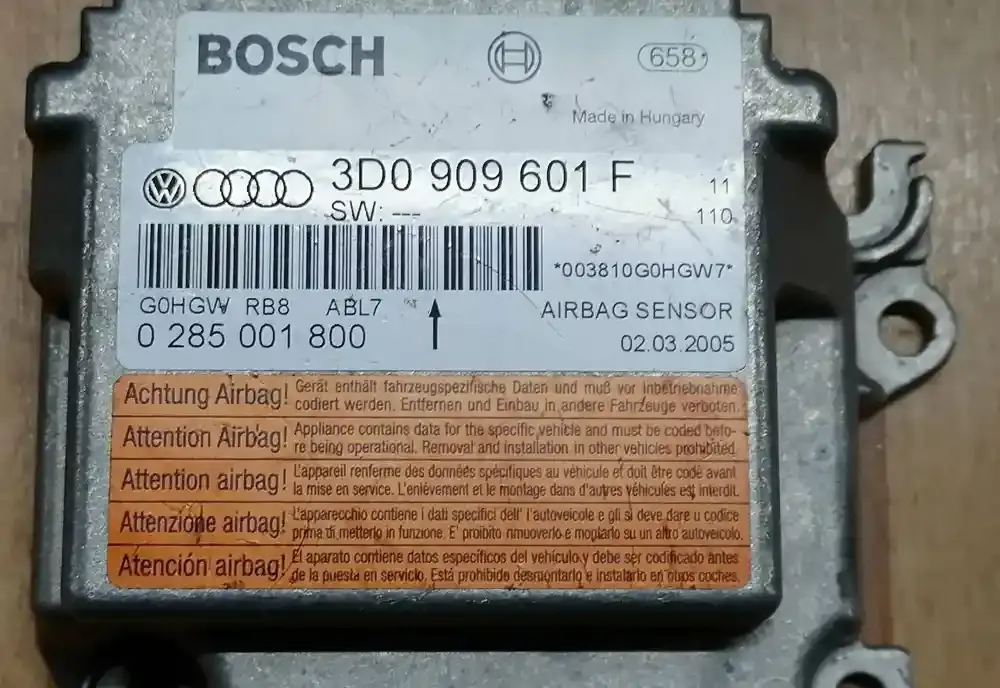 BOSCH
658
Made in Hungary
3D0 909 601 F
11
SW: ---
110
*003810G0HGW7*
G0HGW RB8 ABL7
AIRBAG SENSOR
0 285 001 800
02.03.2005
Achtung Airbag! Gerät enthält fahrzeugspezifische Daten und muß vor Inbetriebnahme
codiert werden. Entfernen und Einbau in andere Fahrzeuge verboten.
Attention Airbag! Appliance contains data for the specific vehicle and must be coded befo-
re being operational. Removal and installation in other vehicles prohibited.
Attention airbag! L'appareil renferme des données spécifiques au véhicule et doit être codé avant
la mise en service. L'enlèvement et le montage dans d'autres véhicules est interdit.
Attenzione airbag! L'apparecchio contiene i dati specifici dell' l'autoveicole e gli si deve dare u codice
prima di metterlo in funzione. E' proibito rimuoverlo e moplarlo su un altro autoveicolo.
Atención airbag! El aparato contiene datos específicos del vehículo y debe ser codificado antes
de la puesta en servicio. Está prohibido desmontarlo e instalarlo en otros coches.